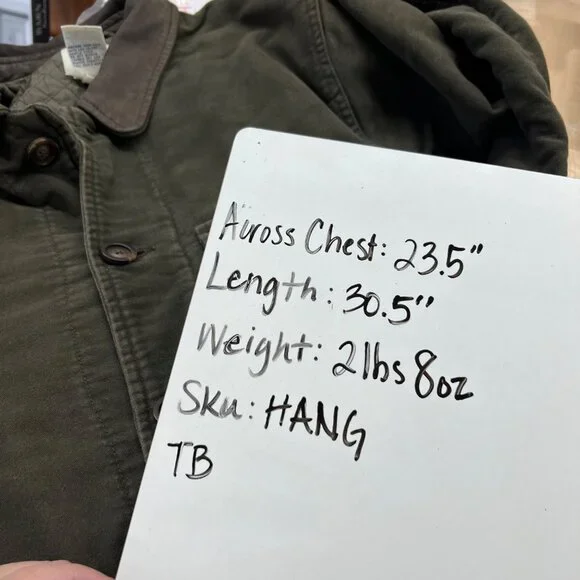 Across Chest: 23.5"
Length: 30.5"
Weight: 2lbs 8oz
Sku: HANG
TB